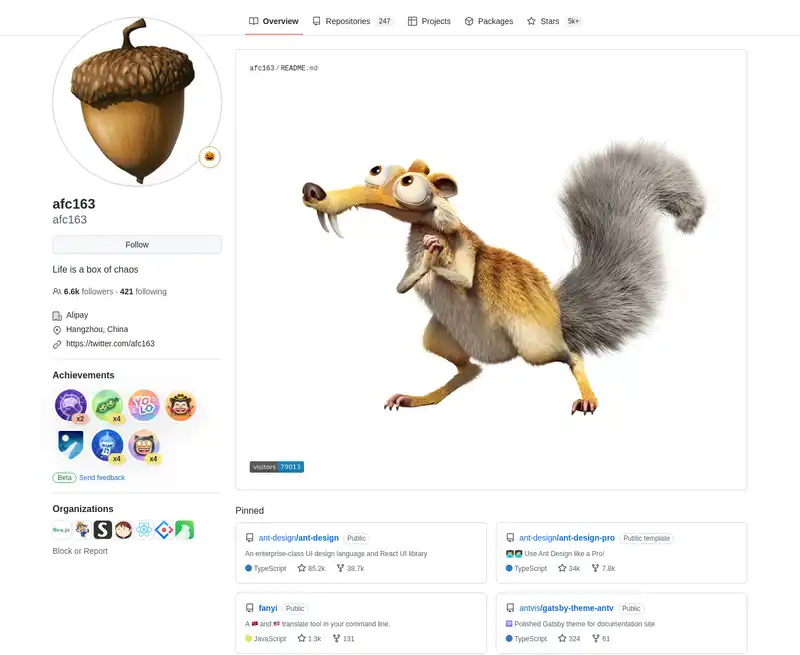 Overview
Repositories 247
Projects
Packages
Stars 5k+
afc163/README.md
afc163
afc163
Follow
Life is a box of chaos
6.6k followers · 421 following
Alipay
Hangzhou, China
https://twitter.com/afc163
Achievements
x2
x4
YOLO
x4
x4
Beta Send feedback
Organizations
Block or Report
visitors 79013
Pinned
ant-design/ant-design Public
An enterprise-class UI design language and React UI library
TypeScript 85.2k 38.7k
ant-design/ant-design-pro Public template
Use Ant Design like a Pro!
TypeScript 34k 7.8k
fanyi Public
A 🇨🇳 and 🇺🇸 translate tool in your command line.
JavaScript 1.3k 131
antvis/gatsby-theme-antv Public
Polished Gatsby theme for documentation site
TypeScript 324 61